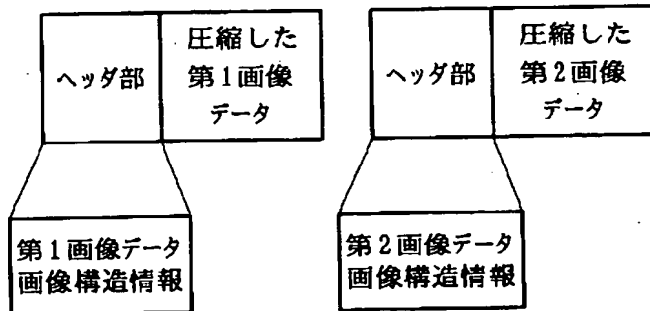 ヘッダ部
圧縮した
第1画像
データ
ヘッダ部
圧縮した
第2画像
データ
第1画像データ
画像構造情報
第2画像データ
画像構造情報